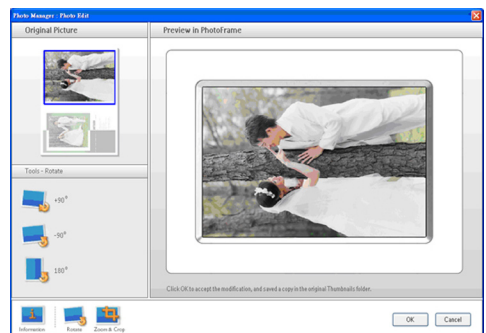 Photo Manager : Photo Edit
Original Picture
Preview in PhotoFrame
Tools - Rotate
+90°
-90°
180°
Click OK to accept the modification, and saved a copy in the original Thumbnails folder.
Information
Rotate
Zoom & Crop
OK
Cancel